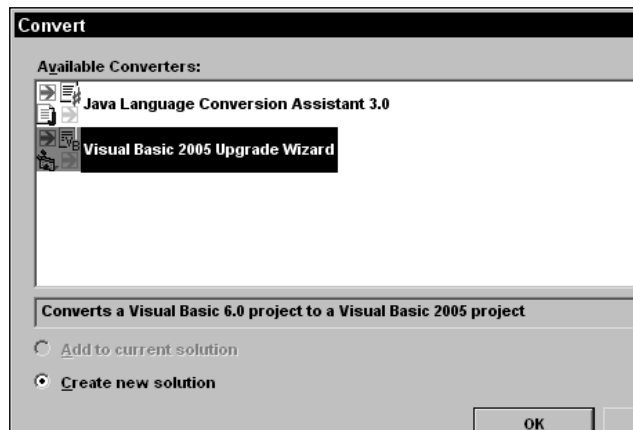 Convert
Available Converters:
Java Language Conversion Assistant 3.0
Visual Basic 2005 Upgrade Wizard
Converts a Visual Basic 6.0 project to a Visual Basic 2005 project
Add to current solution
Create new solution
OK